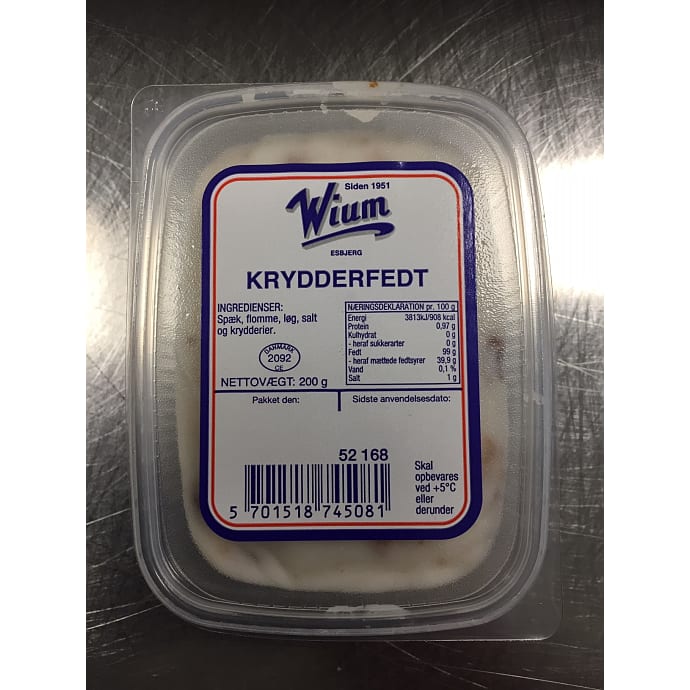 Siden 1951
Wium
ESBJERG
KRYDDERFEDT
INGREDIENSER:
Spæk, flomme, løg, salt
og krydderier.
DANMARK
2092
CE
NETTOVÆGT: 200 g
NÆRINGSDEKLARATION pr. 100 g
Energi 3813kJ/908 kcal
Protein 0,97 g
Kulhydrat 0 g
- heraf sukkerarter 0 g
Fedt 99 g
- heraf mættede fedtsyrer 39,9 g
Vand 0,1 %
Salt 1 g
Pakket den:
Sidste anvendelsesdato:
52 168
5 701518 745081
Skal
opbevares
ved +5°C
eller
derunder